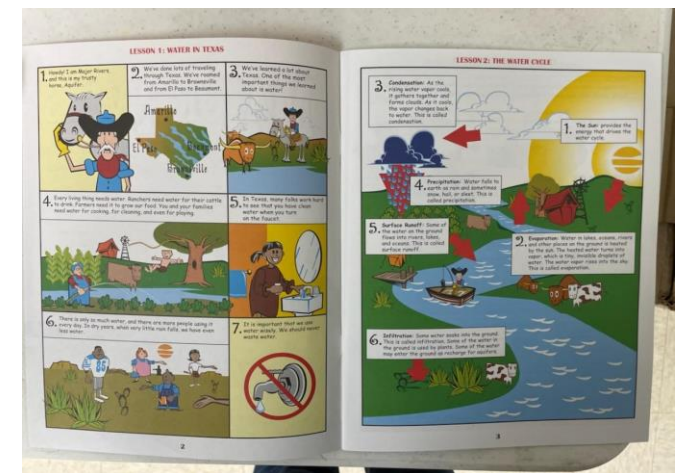 LESSON 1: WATER IN TEXAS
1. Howdy! I am Major Rivers
and this is my trusty
horse, Aquifer.
2. We've done lots of traveling
through Texas. We've roamed
from Amarillo to Brownsville
and from El Paso to Beaumont.
Amarillo
El Paso
Beaumont
Brownsville
3. We've learned a lot about
Texas. One of the most
important things we learned
about is water!
4. Every living thing needs water. Ranchers need water for their cattle
to drink. Farmers need it to grow our food. You and your families
need water for cooking, for cleaning, and even for playing.
5. In Texas, many folks work hard
to see that you have clean
water when you turn
on the faucet.
6. There is only so much water, and there are more people using it
every day. In dry years, when very little rain falls, we have even
less water.
85
7. It is important that we use
water wisely. We should never
waste water.
2
LESSON 2: THE WATER CYCLE
3. Condensation: As the
rising water vapor cools,
it gathers together and
forms clouds. As it cools,
the vapor changes back
to water. This is called
condensation.
1. The Sun: provides the
energy that drives the
water cycle.
4. Precipitation: Water falls to
earth as rain and sometimes
snow, hail, or sleet. This is
called precipitation.
5. Surface Runoff: Some of
the water on the ground
flows into rivers, lakes,
and oceans. This is called
surface runoff.
2. Evaporation: Water in lakes, oceans, rivers
and other places on the ground is heated
by the sun. The heated water turns into
vapor, which is tiny, invisible droplets of
water. The water vapor rises into the sky.
This is called evaporation.
6. Infiltration: Some water soaks into the ground.
This is called infiltration. Some of the water in
the ground is used by plants. Some of the water
may enter the ground as recharge for aquifers.
3